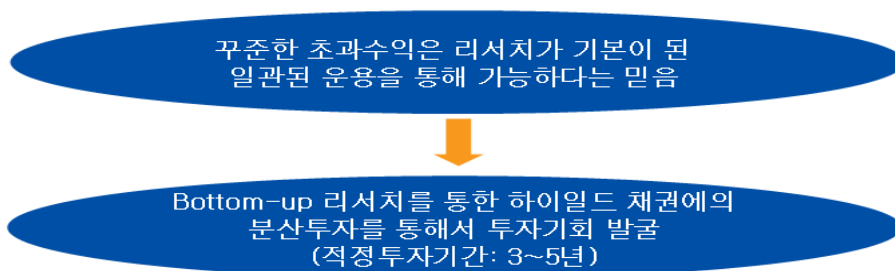 꾸준한 초과수익은 리서치가 기본이 된
일관된 운용을 통해 가능하다는 믿음
Bottom-up 리서치를 통한 하이일드 채권에의
분산투자를 통해서 투자기회 발굴
(적정투자기간: 3~5년)